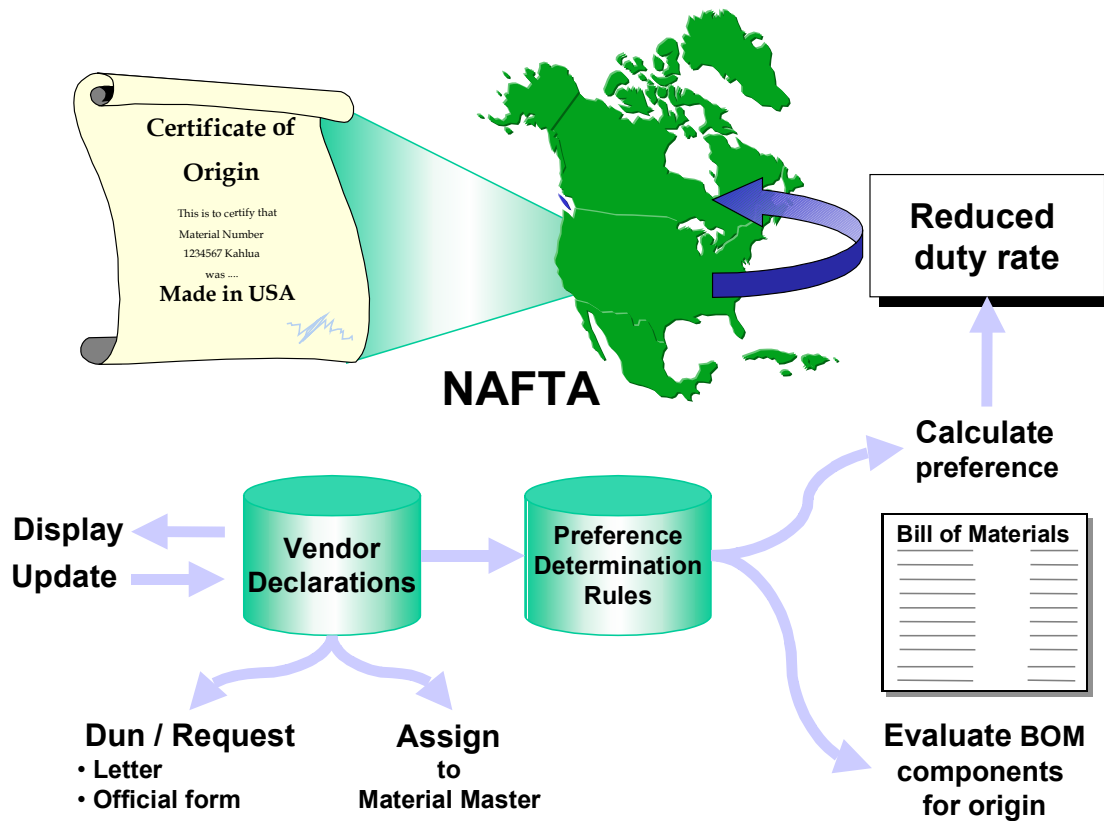 Certificate of
Origin
This is to certify that
Material Number
1234567 Kahlua
was ....
Made in USA
NAFTA
Reduced
duty rate
Calculate
preference
Display
Update
Vendor
Declarations
Preference
Determination
Rules
Bill of Materials
Dun / Request
• Letter
• Official form
Assign
to
Material Master
Evaluate BOM
components
for origin